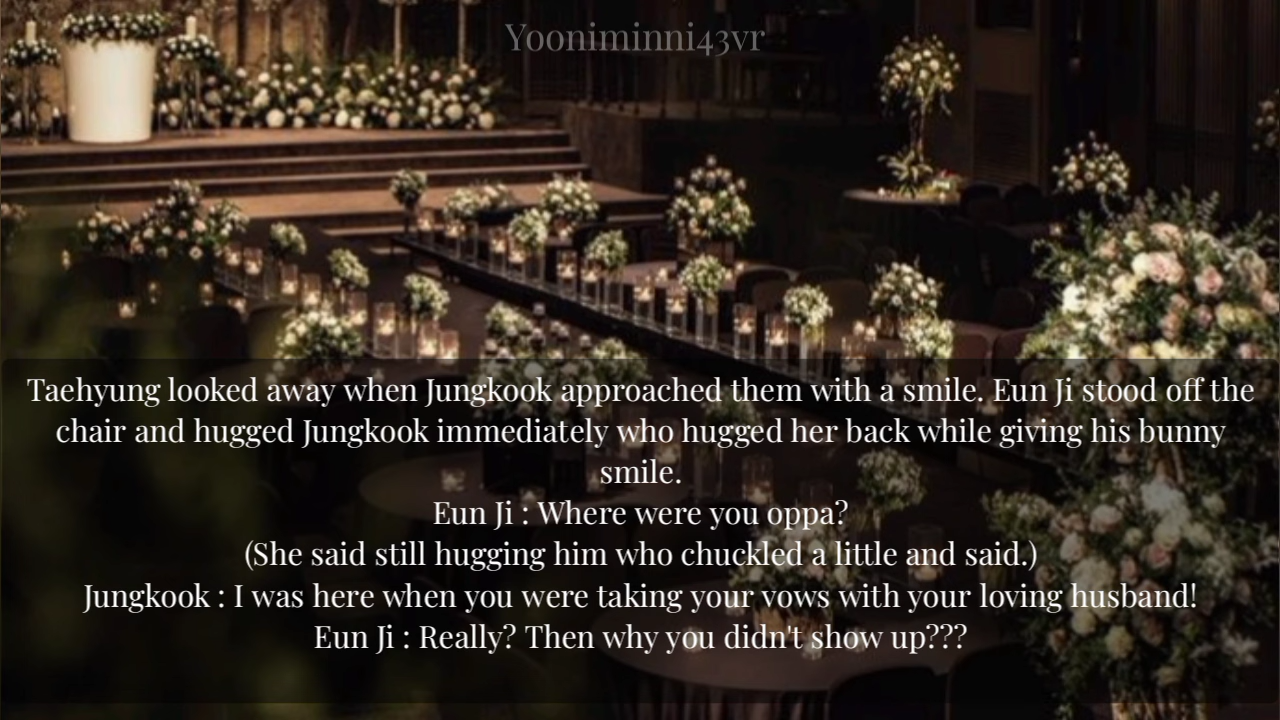 Yooniminni43vr
Taehyung looked away when Jungkook approached them with a smile. Eun Ji stood off the
chair and hugged Jungkook immediately who hugged her back while giving his bunny
smile.
Eun Ji : Where were you oppa?
(She said still hugging him who chuckled a little and said.)
Jungkook : I was here when you were taking your vows with your loving husband!
Eun Ji : Really? Then why you didn't show up???